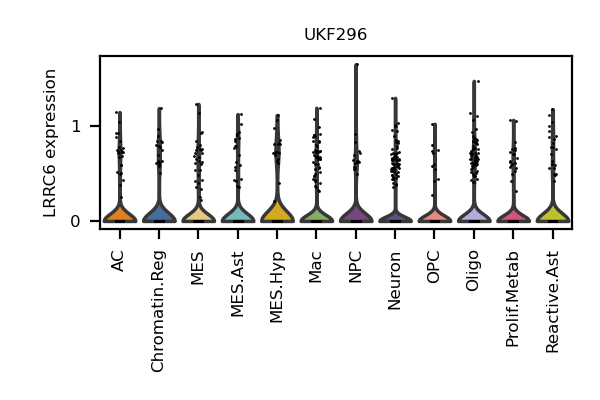 UKF296
LRRC6 expression
1
0
AC
Chromatin.Reg
MES
MES.Ast
MES.Hyp
Mac
NPC
Neuron
OPC
Oligo
Prolif.Metab
Reactive.Ast